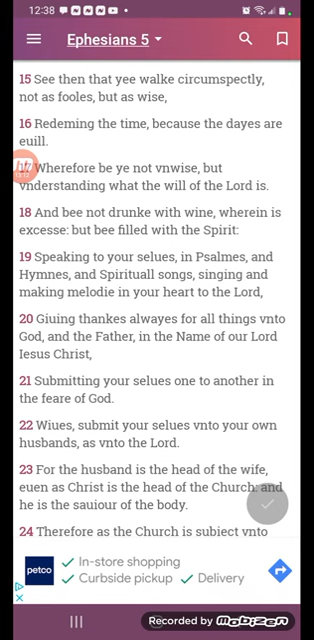 12:38
Ephesians 5
15 See then that yee walke circumspectly,
not as fooles, but as wise,
16 Redeming the time, because the dayes are
euill.
Wherefore be ye not vnwise, but
vnderstanding what the will of the Lord is.
18 And bee not drunke with wine, wherein is
excesse: but bee filled with the Spirit:
19 Speaking to your selues, in Psalmes, and
Hymnes, and Spirituall songs, singing and
making melodie in your heart to the Lord,
20 Giuing thankes alwayes for all things vnto
God, and the Father, in the Name of our Lord
Iesus Christ,
21 Submitting your selues one to another in
the feare of God.
22 Wiues, submit your selues vnto your own
husbands, as vnto the Lord.
23 For the husband is the head of the wife,
euen as Christ is the head of the Church: and
he is the sauiour of the body.
24 Therefore as the Church is subiect vnto
petco
In-store shopping
Curbside pickup
Delivery
Recorded by Mobizen